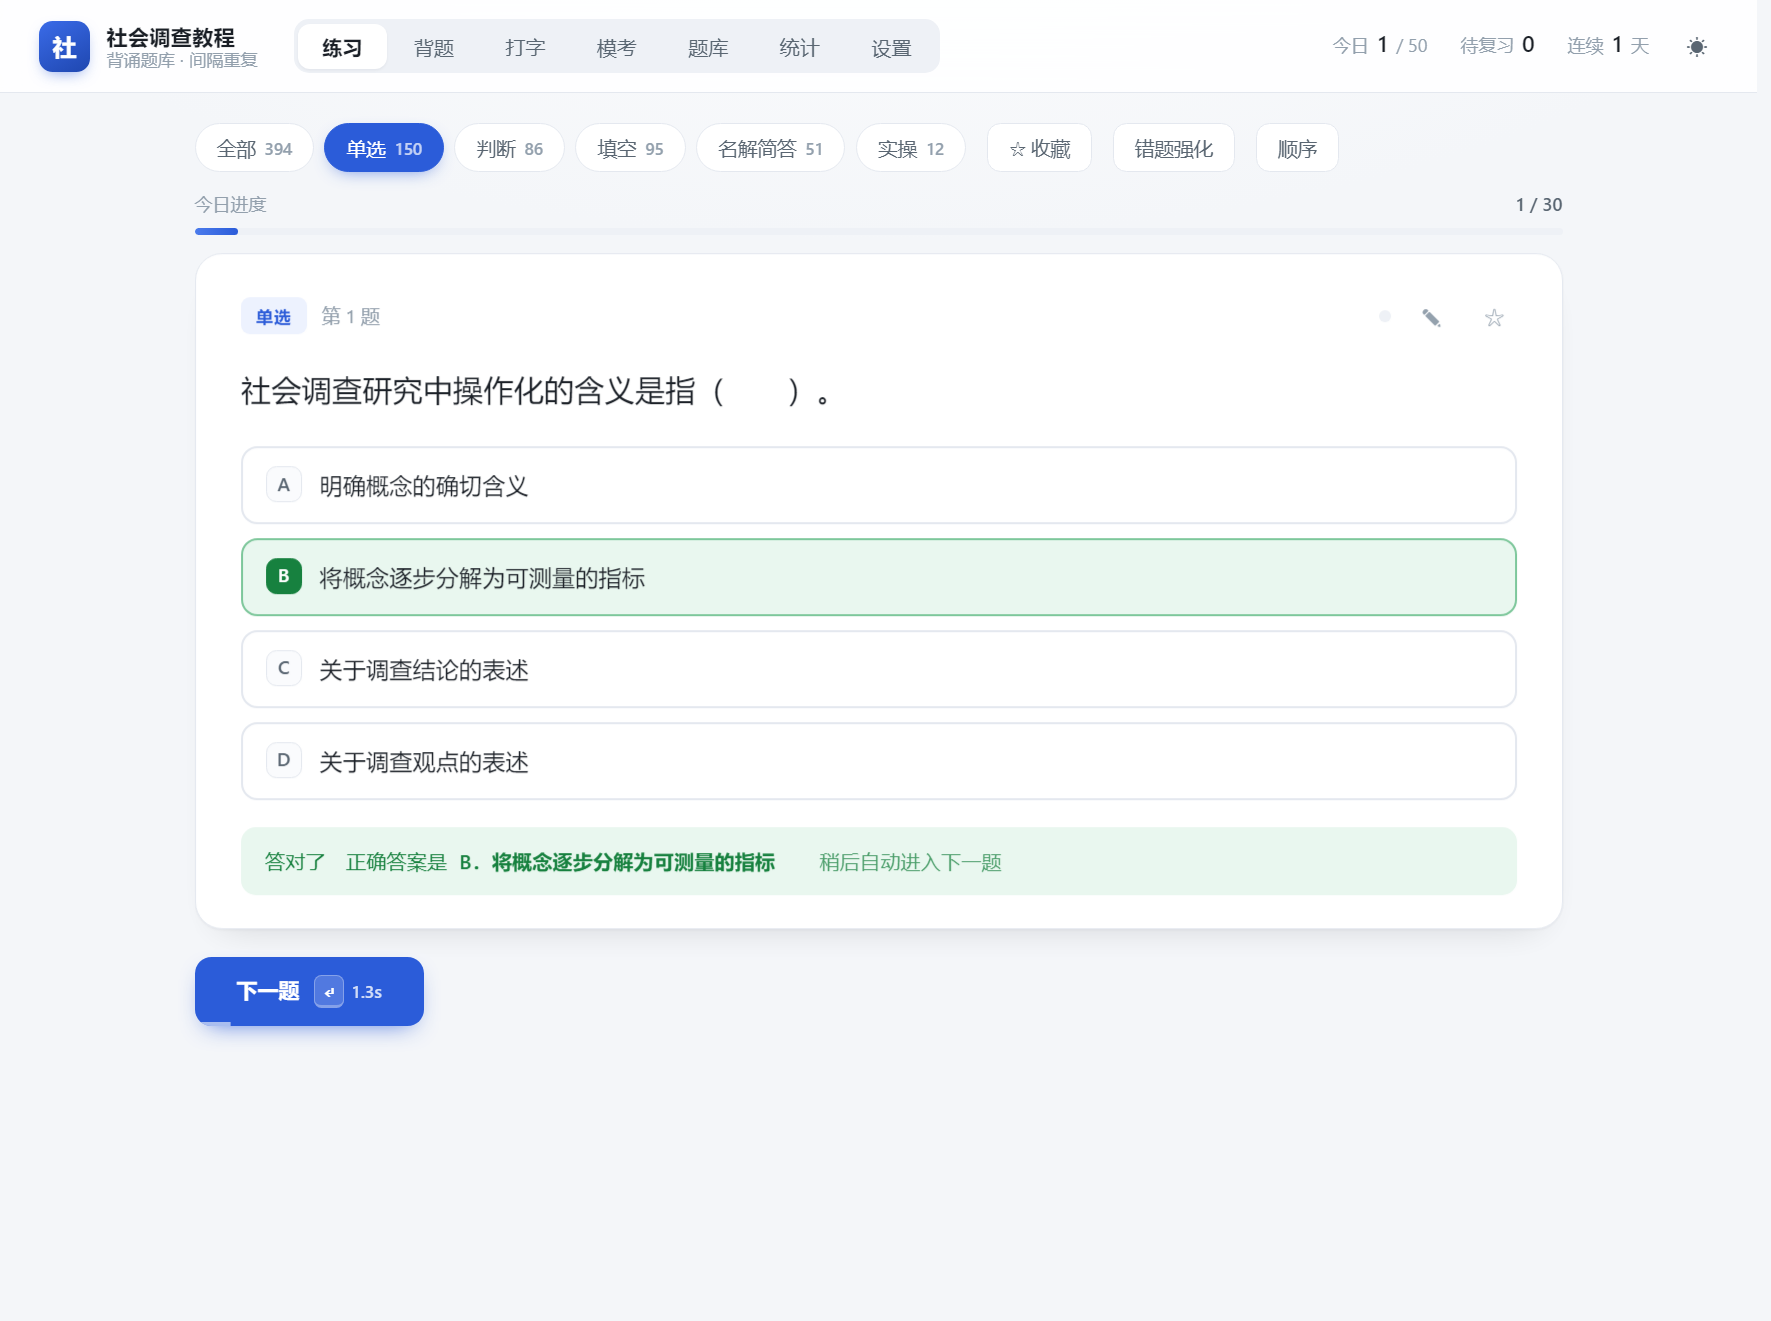 社
社会调查教程
背诵题库 · 间隔重复
练习 背题 打字 模考 题库 统计 设置
今日 1 / 50 待复习 0 连续 1 天
全部 394 单选 150 判断 86 填空 95 名解简答 51 实操 12 ☆ 收藏 错题强化 顺序
今日进度 1 / 30
单选 第 1 题
社会调查研究中操作化的含义是指（　　）。
A 明确概念的确切含义
B 将概念逐步分解为可测量的指标
C 关于调查结论的表述
D 关于调查观点的表述
答对了 正确答案是 B. 将概念逐步分解为可测量的指标 稍后自动进入下一题
下一题 ↵ 1.3s